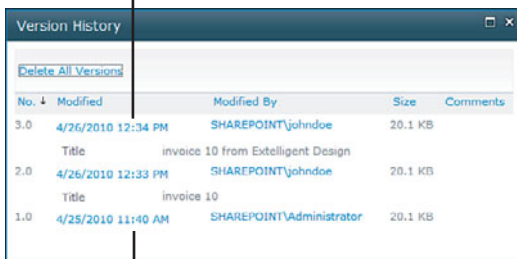 Version History
Delete All Versions
No. ↓ Modified Modified By Size Comments
3.0 4/26/2010 12:34 PM SHAREPOINT\johndoe 20.1 KB
Title invoice 10 from Extelligent Design
2.0 4/26/2010 12:33 PM SHAREPOINT\johndoe 20.1 KB
Title invoice 10
1.0 4/25/2010 11:40 AM SHAREPOINT\Administrator 20.1 KB